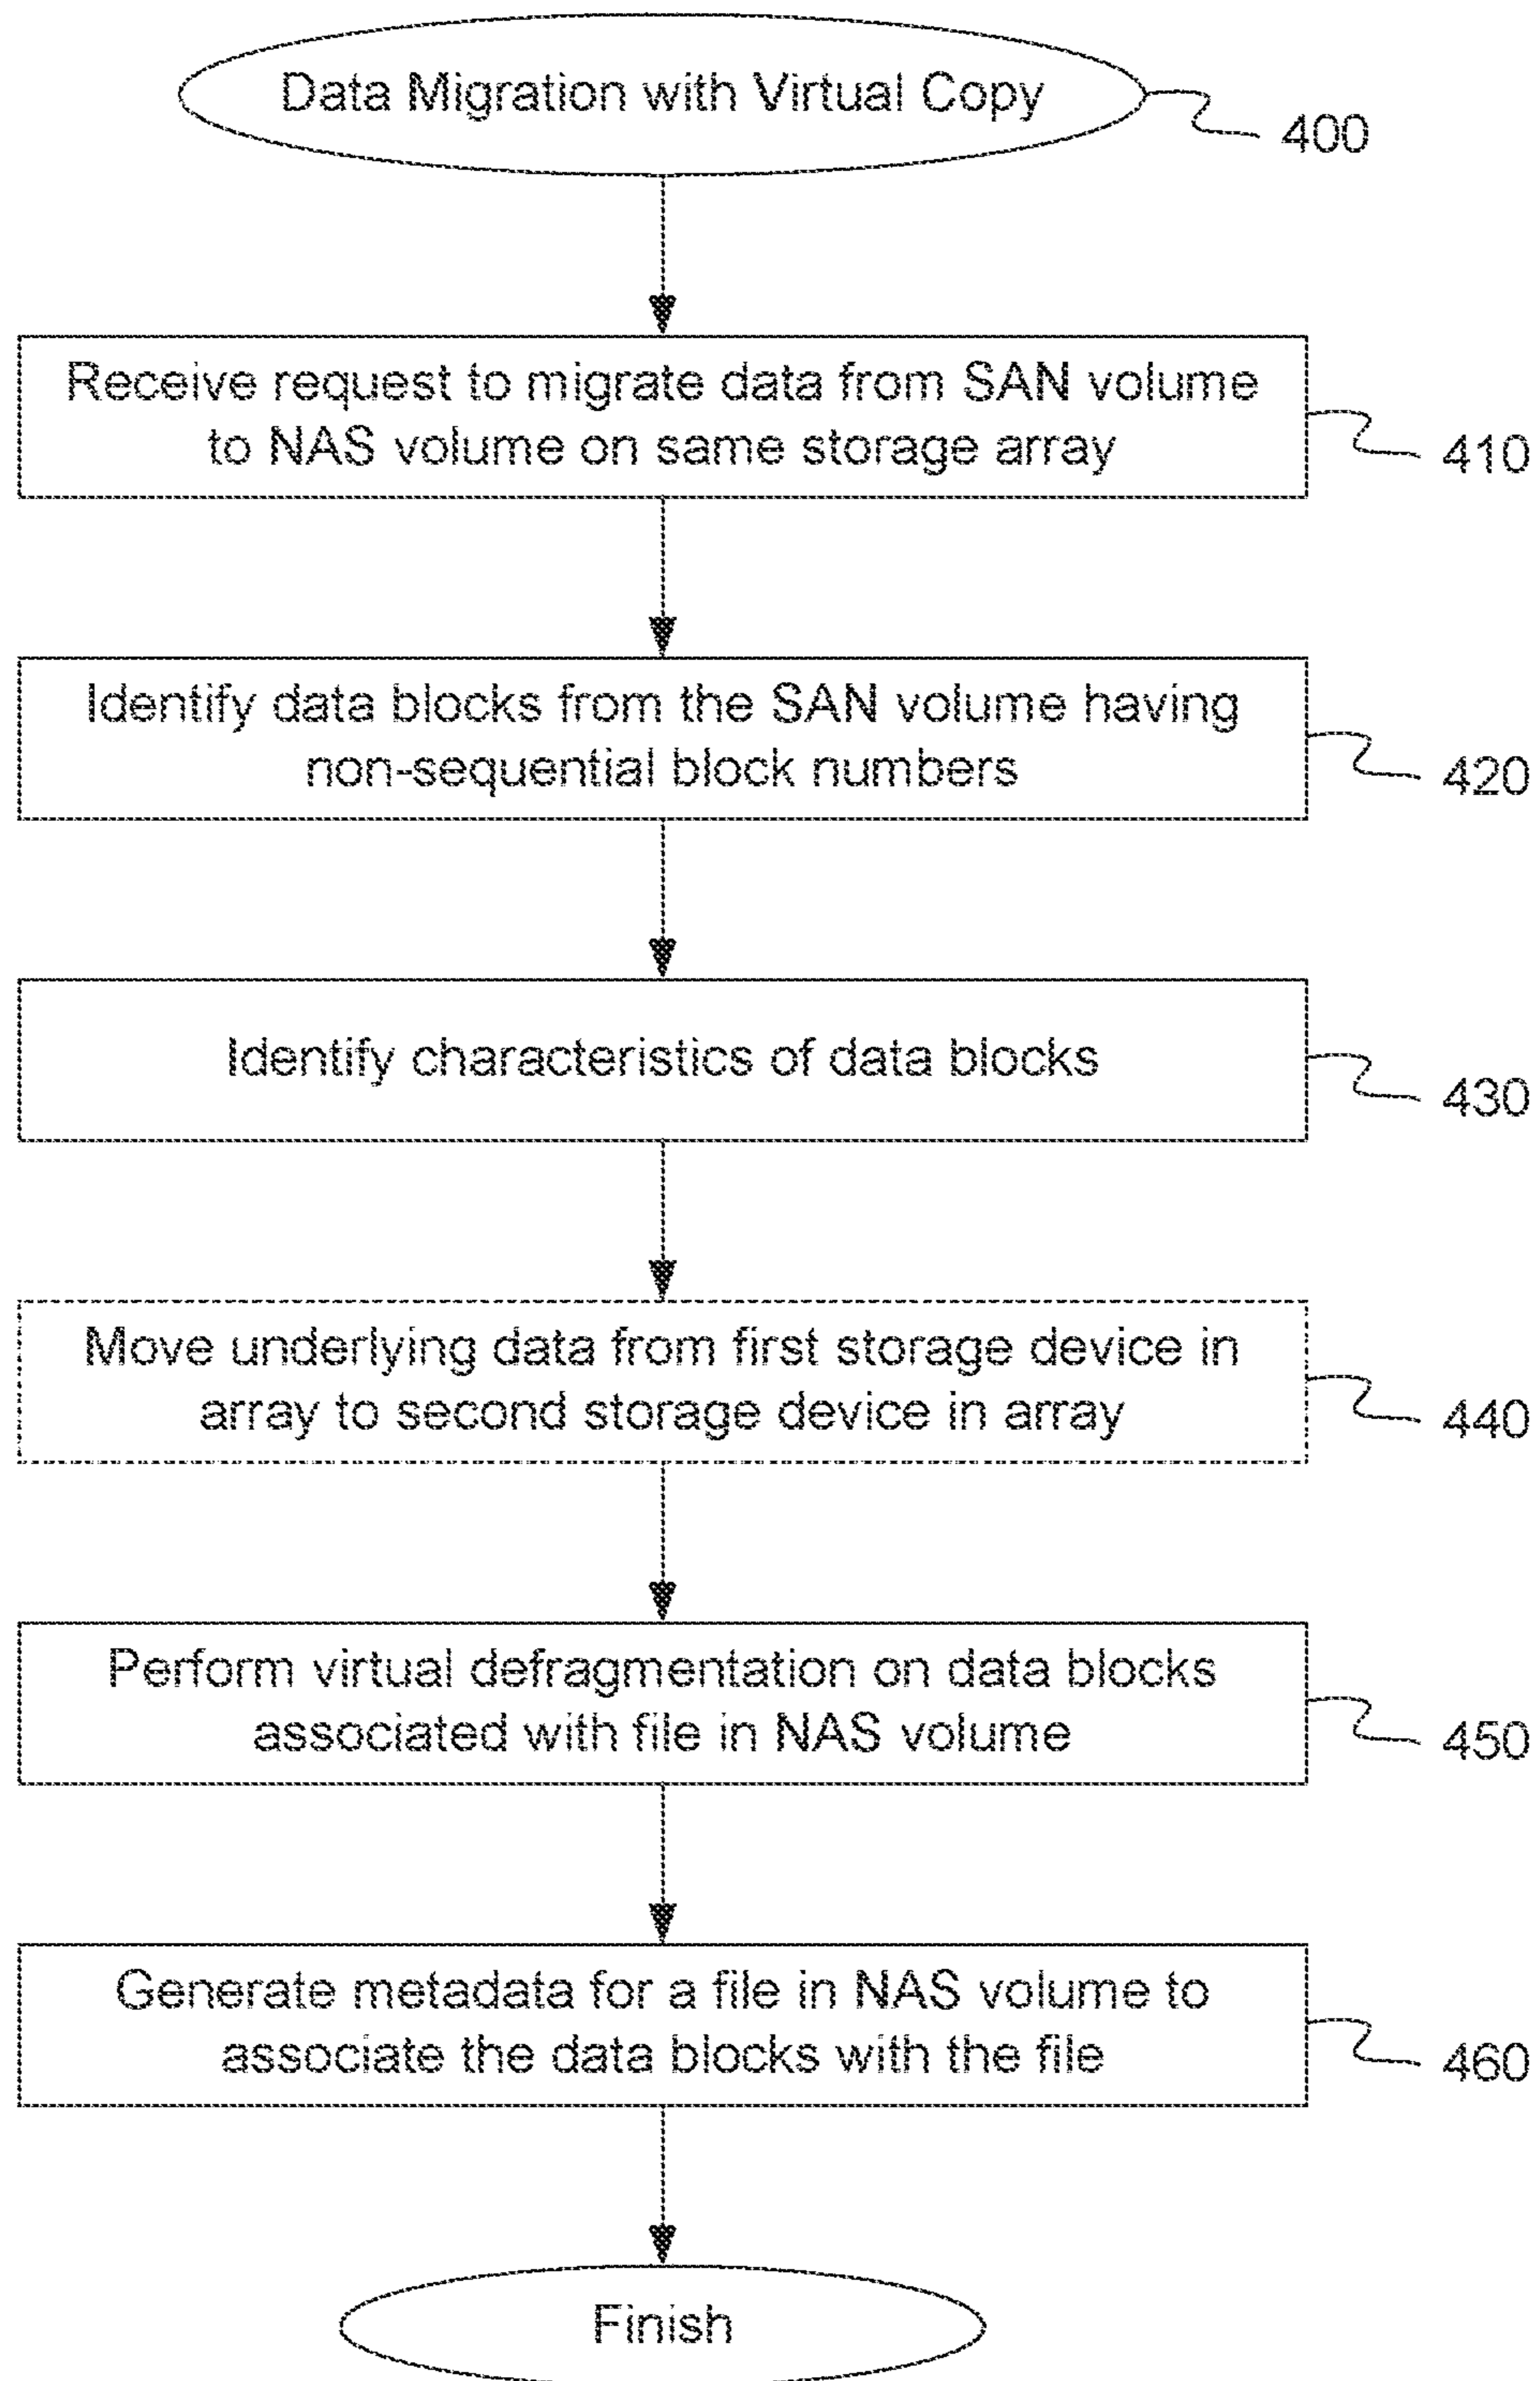 Data Migration with Virtual Copy
400
Receive request to migrate data from SAN volume
to NAS volume on same storage array
410
Identify data blocks from the SAN volume having
non-sequential block numbers
420
Identify characteristics of data blocks
430
Move underlying data from first storage device in
array to second storage device in array
440
Perform virtual defragmentation on data blocks
associated with file in NAS volume
450
Generate metadata for a file in NAS volume to
associate the data blocks with the file
460
Finish